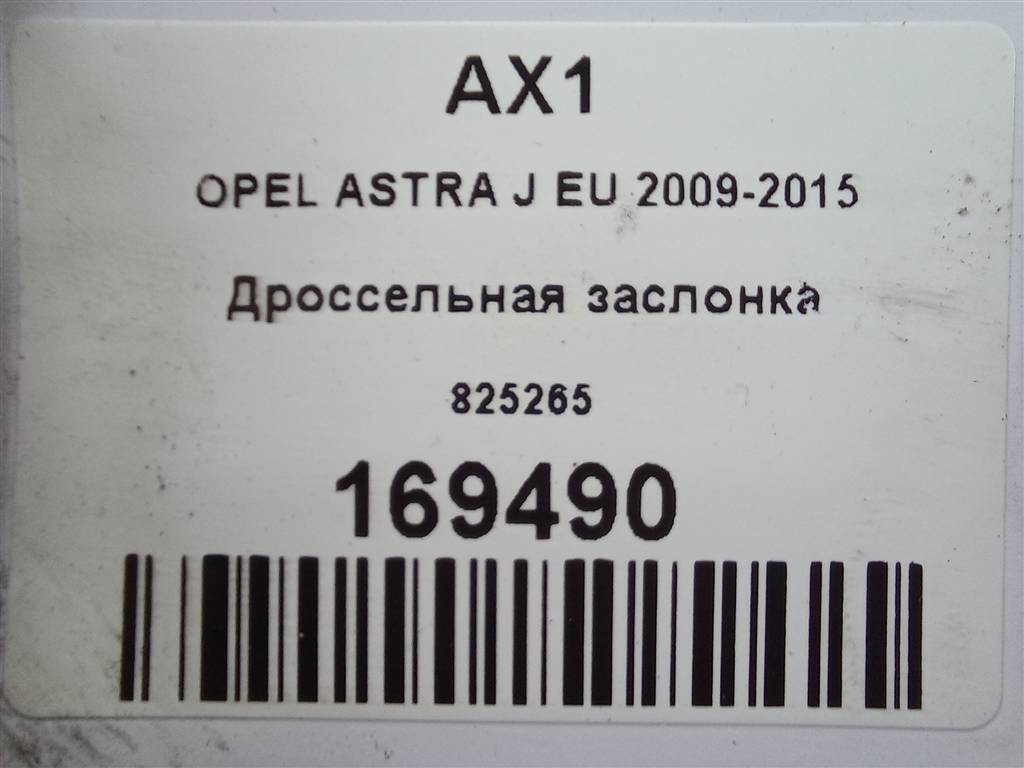 AX1
OPEL ASTRA J EU 2009-2015
Дроссельная заслонка
825265
169490